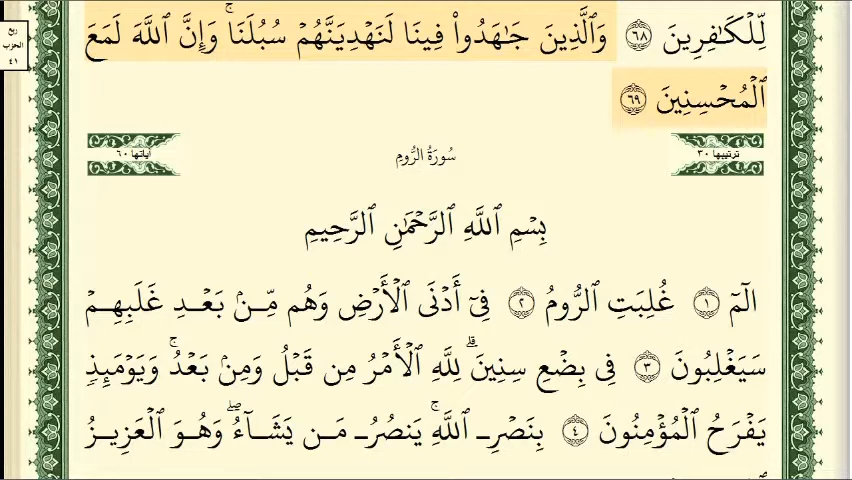 لِّلْكَـٰفِرِينَ ٦٨ وَٱلَّذِينَ جَـٰهَدُوا۟ فِينَا لَنَهْدِيَنَّهُمْ سُبُلَنَا ۚ وَإِنَّ ٱللَّهَ لَمَعَ
ٱلْمُحْسِنِينَ ٦٩
ربع
الحزب
٤١
ترتيبها ٣٠
سُورَةُ الرُّومِ
آياتها ٦٠
بِسْمِ ٱللَّهِ ٱلرَّحْمَـٰنِ ٱلرَّحِيمِ
الٓمٓ ١ غُلِبَتِ ٱلرُّومُ ٢ فِىٓ أَدْنَى ٱلْأَرْضِ وَهُم مِّنۢ بَعْدِ غَلَبِهِمْ
سَيَغْلِبُونَ ٣ فِى بِضْعِ سِنِينَ ۗ لِلَّهِ ٱلْأَمْرُ مِن قَبْلُ وَمِنۢ بَعْدُ ۚ وَيَوْمَئِذٍ
يَفْرَحُ ٱلْمُؤْمِنُونَ ٤ بِنَصْرِ ٱللَّهِ ۚ يَنصُرُ مَن يَشَآءُ ۖ وَهُوَ ٱلْعَزِيزُ